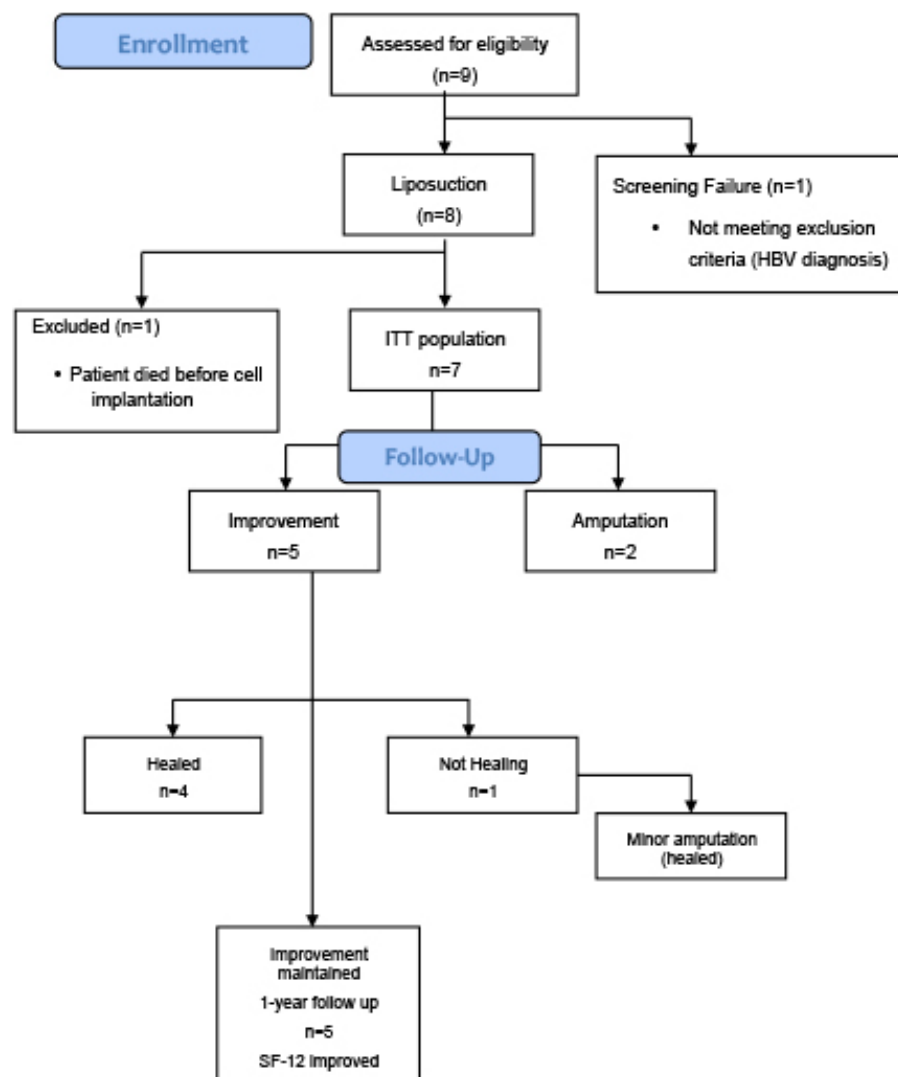 Enrollment
Assessed for eligibility
(n=9)
Liposuction
(n=8)
Screening Failure (n=1)
• Not meeting exclusion
criteria (HBV diagnosis)
Excluded (n=1)
• Patient died before cell
implantation
ITT population
n=7
Follow-Up
Improvement
n=5
Amputation
n=2
Healed
n=4
Not Healing
n=1
Minor amputation
(healed)
Improvement
maintained
1-year follow up
n=5
SF-12 Improved